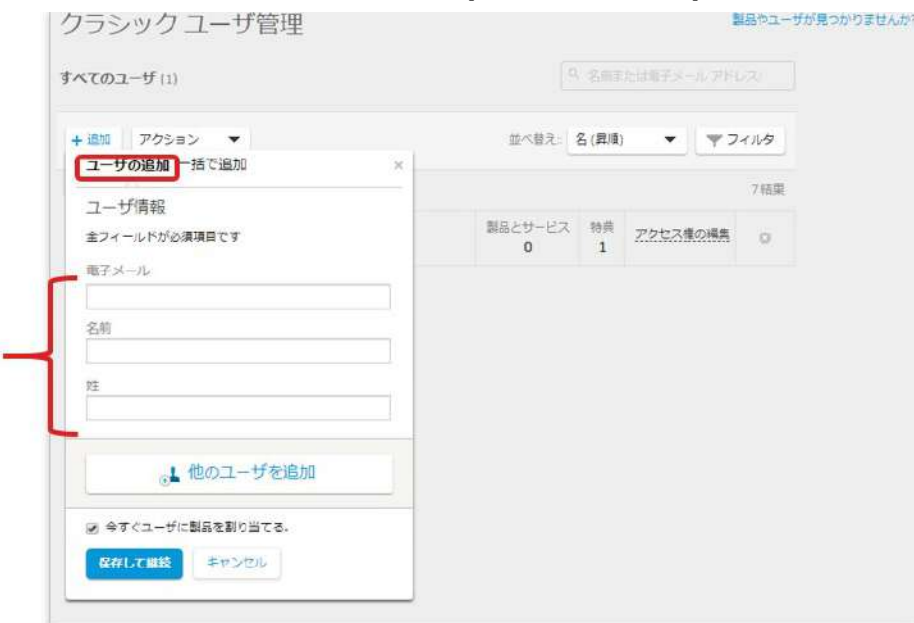 クラシック ユーザ管理
製品やユーザが見つかりませんか
すべてのユーザ (1)
名前または電子メール アドレス
+ 追加 アクション 並べ替え: 名 (昇順) フィルタ
ユーザの追加 一括で追加 ×
7 結果
ユーザ情報
全フィールドが必須項目です
製品とサービス 特典 アクセス権の編集
0 1
電子メール
名前
姓
他のユーザを追加
今すぐユーザに製品を割り当てる。
保存して継続 キャンセル